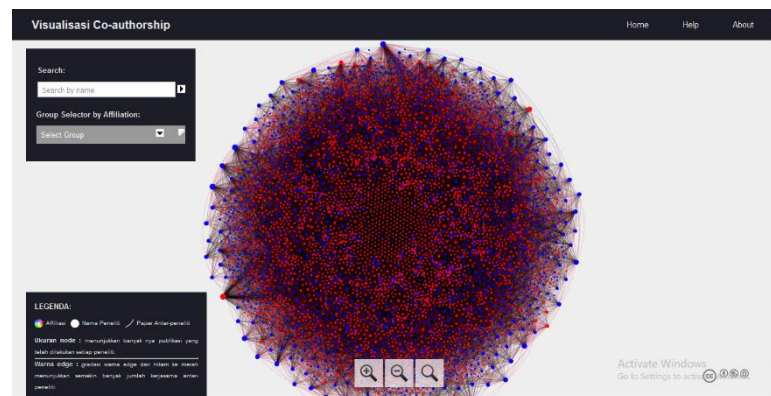 Visualisasi Co-authorship
Home Help About
Search:
Search by name
Group Selector by Affiliation:
Select Group
LEGENDA:
Affiliasi Nama Peneliti Paper Antar-peneliti
Ukuran node : menunjukkan banyak nya publikasi yang
telah dilakukan setiap peneliti.
Warna edge : gradasi warna edge dari hitam ke merah
menunjukkan semakin banyak jumlah kerjasama antar-
peneliti.
Activate Windows
Go to Settings to activate